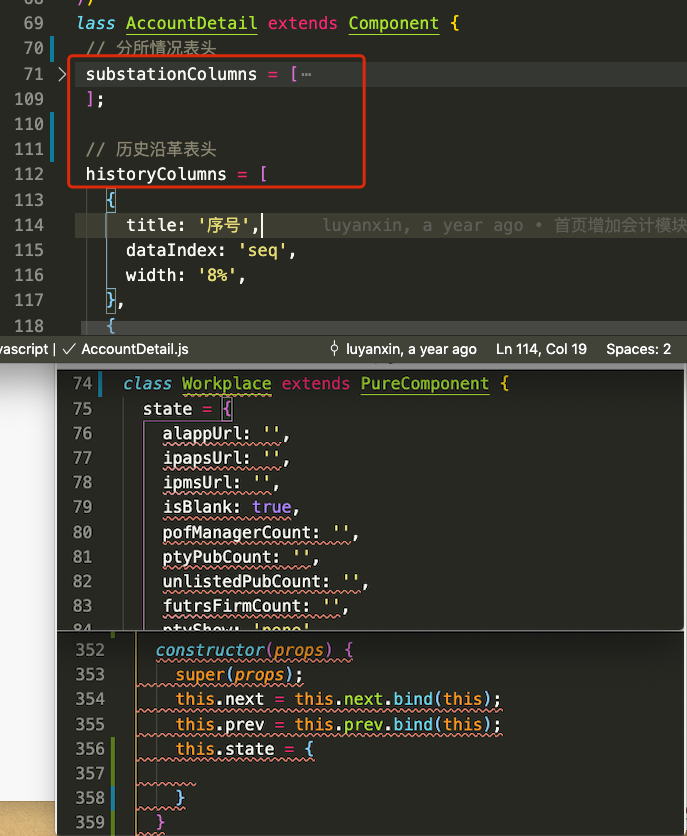 69 lass AccountDetail extends Component {
70 // 分所情况表头
71 substationColumns = [ ⋯
109 ];
110
111 // 历史沿革表头
112 historyColumns = [
113 {
114 title: '序号', luyanxin, a year ago • 首页增加会计模块
115 dataIndex: 'seq',
116 width: '8%',
117 },
118 {
vascript | ✓ AccountDetail.js luyanxin, a year ago Ln 114, Col 19 Spaces: 2
74 class Workplace extends PureComponent {
75 state = {
76 alappUrl: '',
77 ipapsUrl: '',
78 ipmsUrl: '',
79 isBlank: true,
80 pofManagerCount: '',
81 ptyPubCount: '',
82 unlistedPubCount: '',
83 futrsFirmCount: '',
84 ptyShow: 'none'
352 constructor(props) {
353 super(props);
354 this.next = this.next.bind(this);
355 this.prev = this.prev.bind(this);
356 this.state = {
357
358 }
359 }